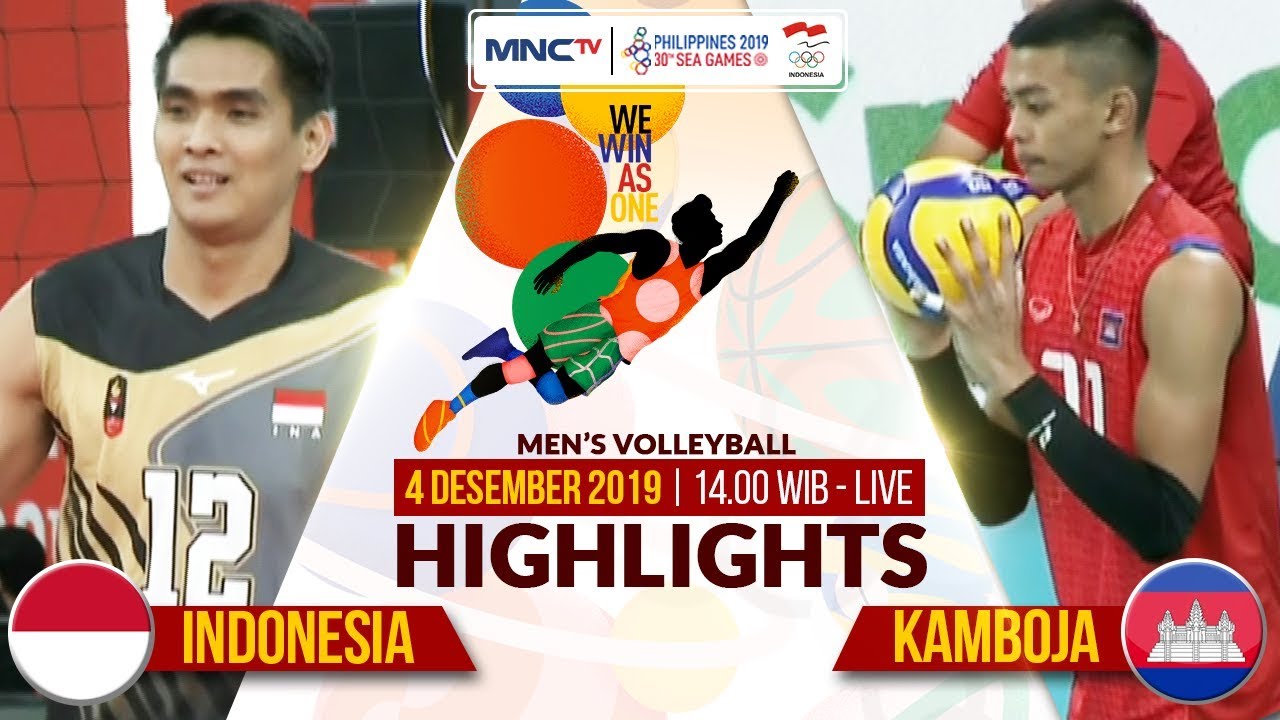 MNCTV
PHILIPPINES 2019
30TH SEA GAMES
INDONESIA
WE
WIN
AS
ONE
INA
12
MEN'S VOLLEYBALL
4 DESEMBER 2019 | 14.00 WIB - LIVE
HIGHLIGHTS
INDONESIA
KAMBOJA